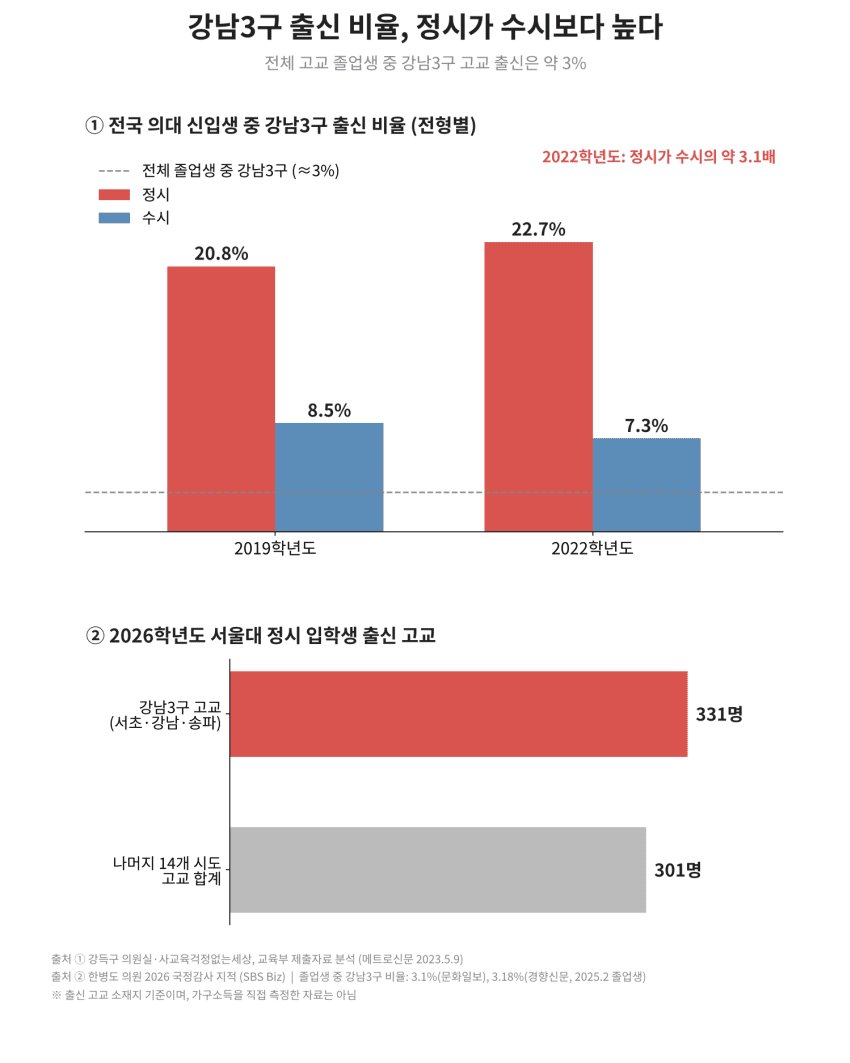 강남3구 출신 비율, 정시가 수시보다 높다
전체 고교 졸업생 중 강남3구 고교 출신은 약 3%
① 전국 의대 신입생 중 강남3구 출신 비율 (전형별)
2022학년도: 정시가 수시의 약 3.1배
전체 졸업생 중 강남3구 (≈3%)
정시
수시
20.8%
8.5%
22.7%
7.3%
2019학년도
2022학년도
② 2026학년도 서울대 정시 입학생 출신 고교
강남3구 고교
(서초·강남·송파)
331명
나머지 14개 시도
고교 합계
301명
출처 ① 강득구 의원실·사교육걱정없는세상, 교육부 제출자료 분석 (메트로신문 2023.5.9)
출처 ② 한병도 의원 2026 국정감사 지적 (SBS Biz) | 졸업생 중 강남3구 비율: 3.1%(문화일보), 3.18%(경향신문, 2025.2 졸업생)
※ 출신 고교 소재지 기준이며, 가구소득을 직접 측정한 자료는 아님